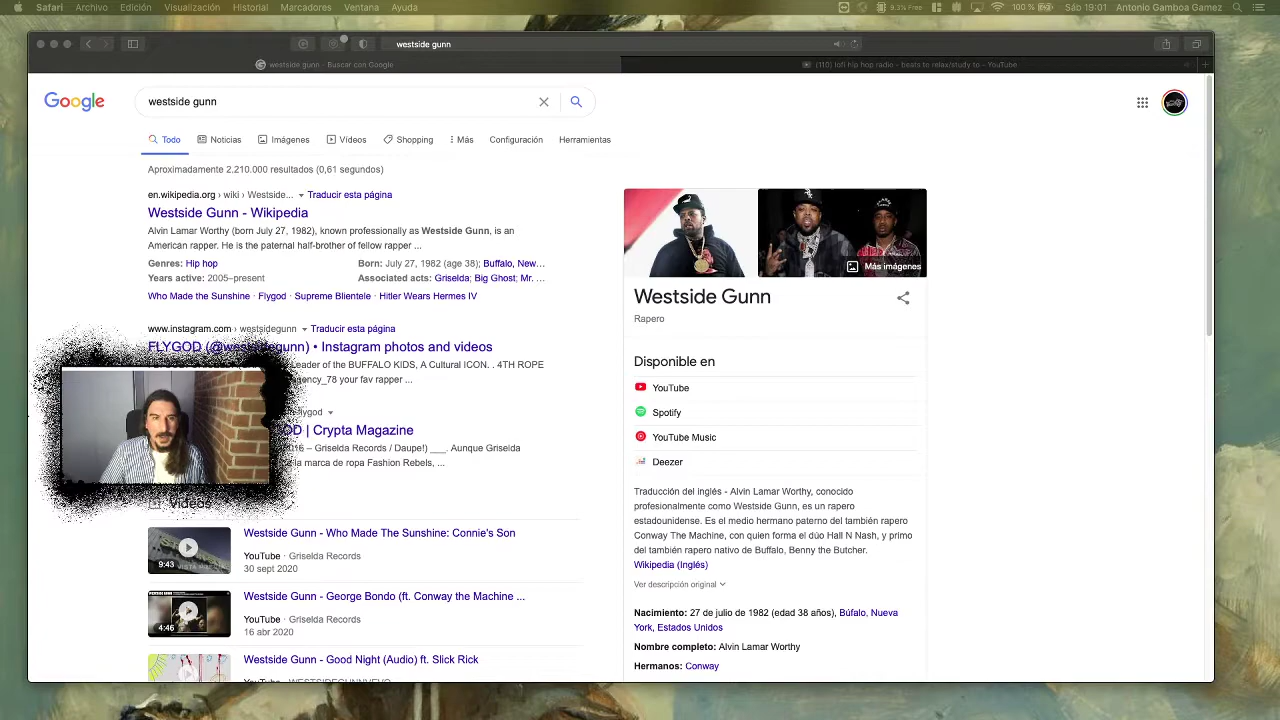 Safari Archivo Edición Visualización Historial Marcadores Ventana Ayuda
9.3% Free 100 % Sáb 19:01 Antonio Gamboa Gamez
westside gunn
westside gunn - Buscar con Google
(110) lofi hip hop radio - beats to relax/study to - YouTube
Google
westside gunn
Todo Noticias Imágenes Vídeos Shopping Más Configuración Herramientas
Aproximadamente 2.210.000 resultados (0,61 segundos)
en.wikipedia.org › wiki › Westside... Traducir esta página
Westside Gunn - Wikipedia
Alvin Lamar Worthy (born July 27, 1982), known professionally as Westside Gunn, is an
American rapper. He is the paternal half-brother of fellow rapper ...
Genres: Hip hop
Born: July 27, 1982 (age 38); Buffalo, New…
Years active: 2005–present
Associated acts: Griselda; Big Ghost; Mr. …
Who Made the Sunshine · Flygod · Supreme Blientele · Hitler Wears Hermes IV
www.instagram.com › westsidegunn Traducir esta página
FLYGOD (@westsidegunn) • Instagram photos and videos
eader of the BUFFALO KIDS, A Cultural ICON. . 4TH ROPE
gency_78 your fav rapper ...
flygod
OD | Crypta Magazine
16 – Griselda Records / Daupe!) ___. Aunque Griselda
la marca de ropa Fashion Rebels, ...
Vídeos
9:43
Westside Gunn - Who Made The Sunshine: Connie's Son
YouTube · Griselda Records
30 sept 2020
4:46
Westside Gunn - George Bondo (ft. Conway the Machine ...
YouTube · Griselda Records
16 abr 2020
Westside Gunn - Good Night (Audio) ft. Slick Rick
YouTube · WESTSIDEGUNNVEVO
Más imágenes
Westside Gunn
Rapero
Disponible en
YouTube
Spotify
YouTube Music
Deezer
Traducción del inglés - Alvin Lamar Worthy, conocido
profesionalmente como Westside Gunn, es un rapero
estadounidense. Es el medio hermano paterno del también rapero
Conway The Machine, con quien forma el dúo Hall N Nash, y primo
del también rapero nativo de Buffalo, Benny the Butcher.
Wikipedia (Inglés)
Ver descripción original
Nacimiento: 27 de julio de 1982 (edad 38 años), Búfalo, Nueva
York, Estados Unidos
Nombre completo: Alvin Lamar Worthy
Hermanos: Conway